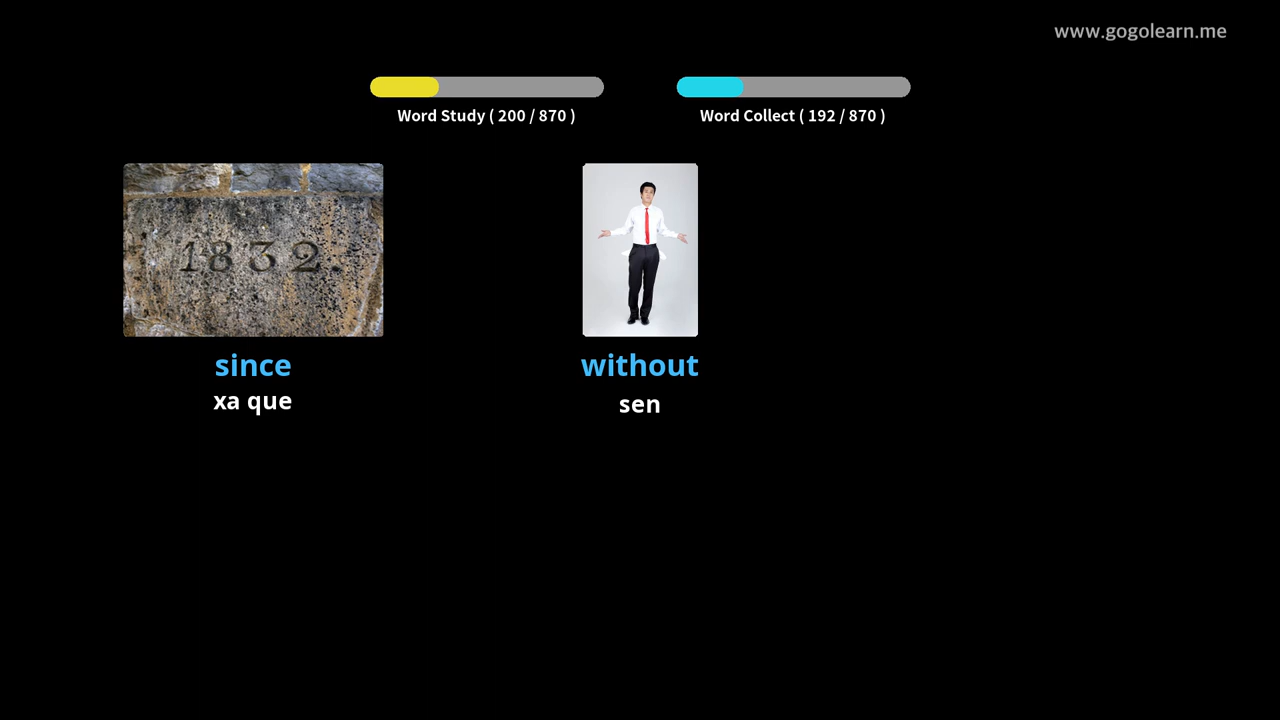 www.gogolearn.me
Word Study ( 200 / 870 )
Word Collect ( 192 / 870 )
1832.
since
xa que
without
sen